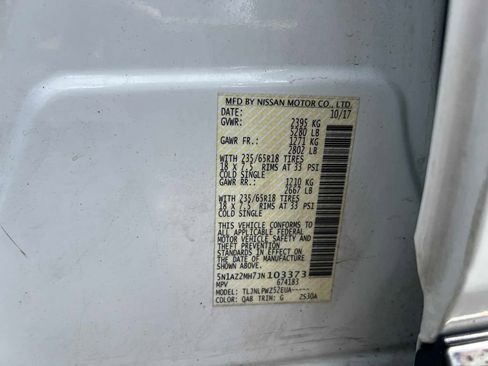 MFD BY NISSAN MOTOR CO., LTD.
DATE: 10/17
GVWR: 2395 KG
5280 LB
GAWR FR.: 1271 KG
2802 LB
WITH 235/65R18 TIRES
18 X 7.5 RIMS AT 33 PSI
COLD SINGLE
GAWR RR.: 1210 KG
2667 LB
WITH 235/65R18 TIRES
18 X 7.5 RIMS AT 33 PSI
COLD SINGLE
THIS VEHICLE CONFORMS TO
ALL APPLICABLE FEDERAL
MOTOR VEHICLE SAFETY AND
THEFT PREVENTION
STANDARDS IN EFFECT ON
THE DATE OF MANUFACTURE
SHOWN ABOVE.
5N1AZ2MH7JN103373
MPV 674183
MODEL: TLJNLPWZ52EUA-----
COLOR: QAB TRIM: G 2530A